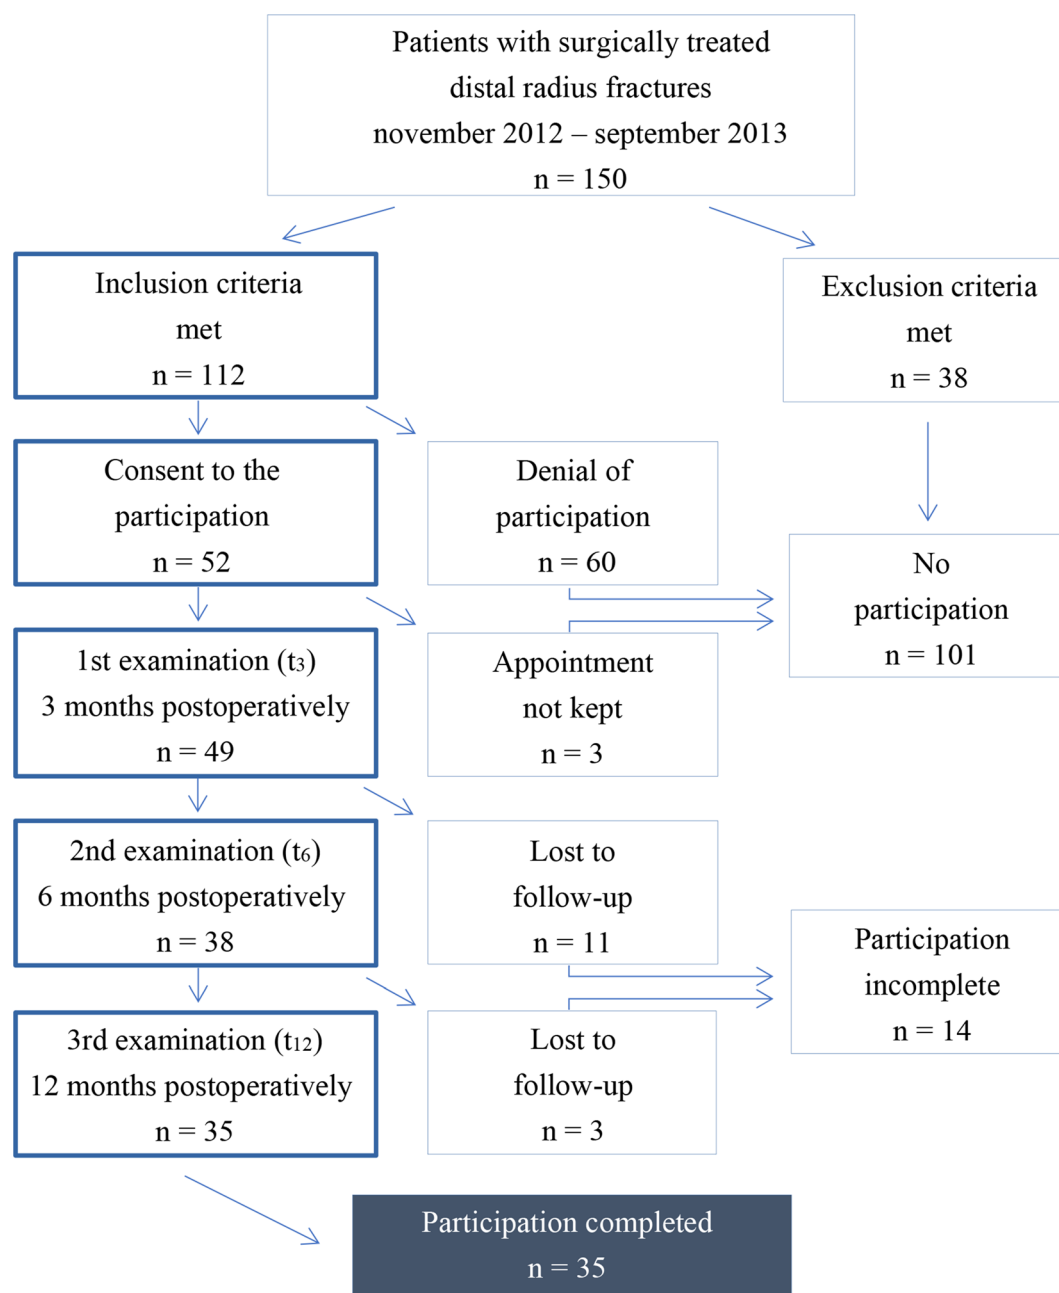 Patients with surgically treated
distal radius fractures
november 2012 – september 2013
n = 150
Inclusion criteria
met
n = 112
Exclusion criteria
met
n = 38
Consent to the
participation
n = 52
Denial of
participation
n = 60
No
participation
n = 101
1st examination (t₃)
3 months postoperatively
n = 49
Appointment
not kept
n = 3
2nd examination (t₆)
6 months postoperatively
n = 38
Lost to
follow-up
n = 11
Participation
incomplete
n = 14
3rd examination (t₁₂)
12 months postoperatively
n = 35
Lost to
follow-up
n = 3
Participation completed
n = 35